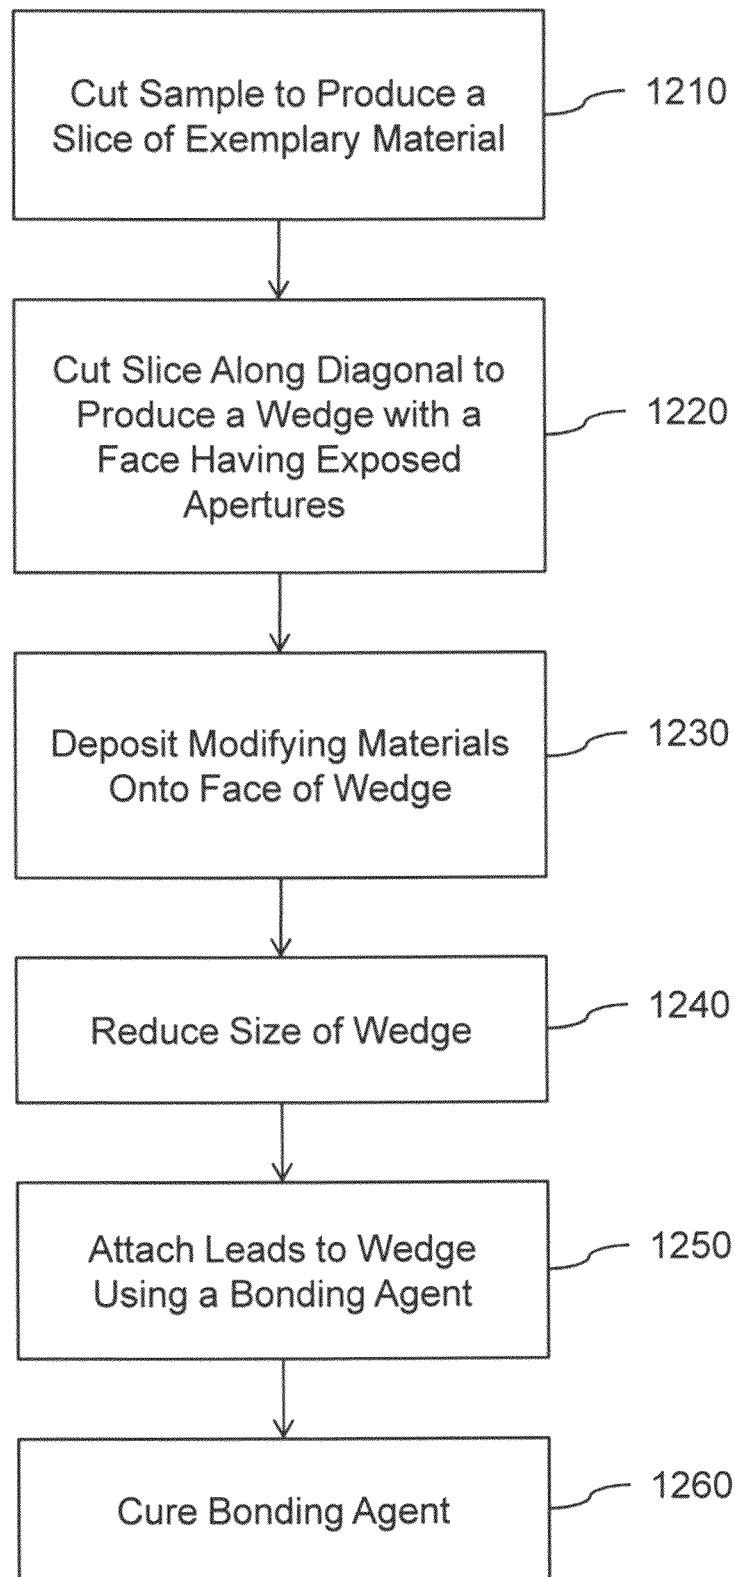 Cut Sample to Produce a
Slice of Exemplary Material
1210
Cut Slice Along Diagonal to
Produce a Wedge with a
Face Having Exposed
Apertures
1220
Deposit Modifying Materials
Onto Face of Wedge
1230
Reduce Size of Wedge
1240
Attach Leads to Wedge
Using a Bonding Agent
1250
Cure Bonding Agent
1260